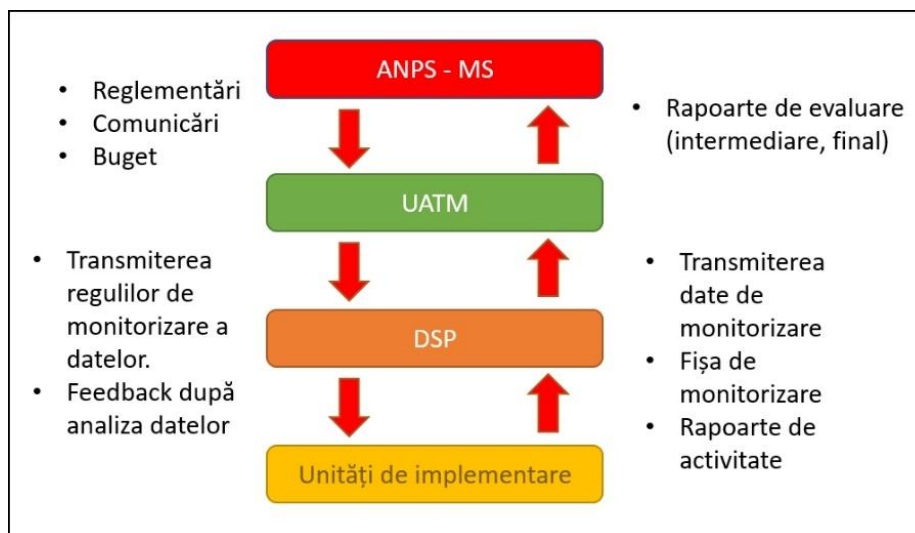 ANPS - MS
• Reglementări
• Comunicări
• Buget
• Rapoarte de evaluare
(intermediare, final)
UATM
• Transmiterea
regulilor de
monitorizare a
datelor.
• Feedback după
analiza datelor
• Transmiterea
date de
monitorizare
• Fișa de
monitorizare
• Rapoarte de
activitate
DSP
Unități de implementare